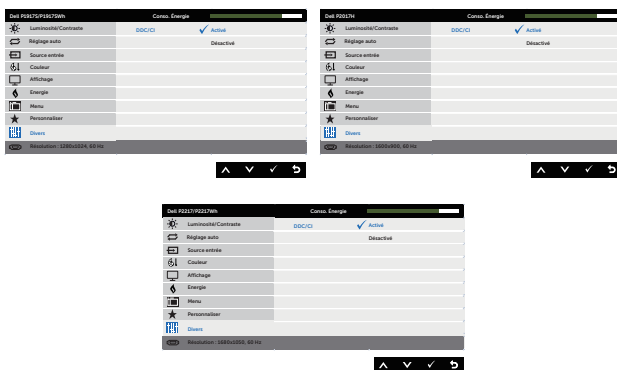 Dell P1917S/P1917SWh Conso. Énergie
Luminosité/Contraste DDC/CI Activé
Réglage auto Désactivé
Source entrée
Couleur
Affichage
Energie
Menu
Personnaliser
Divers
Résolution : 1280x1024, 60 Hz
Dell P2017H Conso. Énergie
Luminosité/Contraste DDC/CI Activé
Réglage auto Désactivé
Source entrée
Couleur
Affichage
Energie
Menu
Personnaliser
Divers
Résolution : 1600x900, 60 Hz
Dell P2217/P2217Wh Conso. Énergie
Luminosité/Contraste DDC/CI Activé
Réglage auto Désactivé
Source entrée
Couleur
Affichage
Energie
Menu
Personnaliser
Divers
Résolution : 1680x1050, 60 Hz